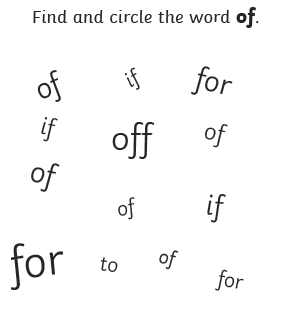 Find and circle the word of.
of if for
if off of
of
of if
for to of for